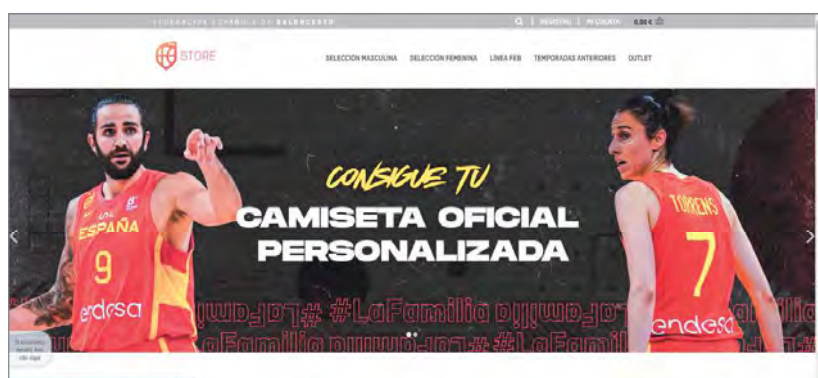 FEDERACIÓN ESPAÑOLA DE BALONCESTO
REGISTRO | MI CUENTA 0.00 €
STORE
SELECCIÓN MASCULINA SELECCIÓN FEMENINA LÍNEA FEB TEMPORADAS ANTERIORES OUTLET
CONSIGUE TU
CAMISETA OFICIAL
PERSONALIZADA
ESPAÑA
9
endesa
TORRENS
7
endesa
#LaFamilia
#LaFamil